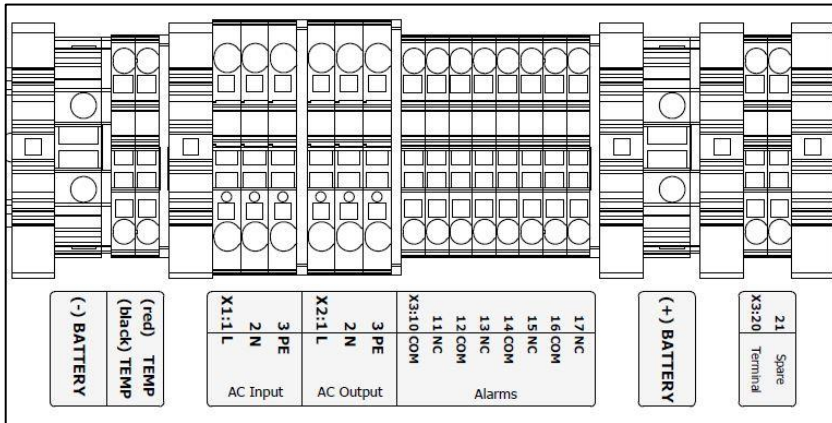 (-) BATTERY
(red) TEMP
(black) TEMP
X1:1 L
2 N
3 PE
AC Input
X2:1 L
2 N
3 PE
AC Output
X3:10 COM
11 NC
12 COM
13 NC
14 COM
15 NC
16 COM
17 NC
Alarms
(+) BATTERY
X3:20
21
Spare
Terminal